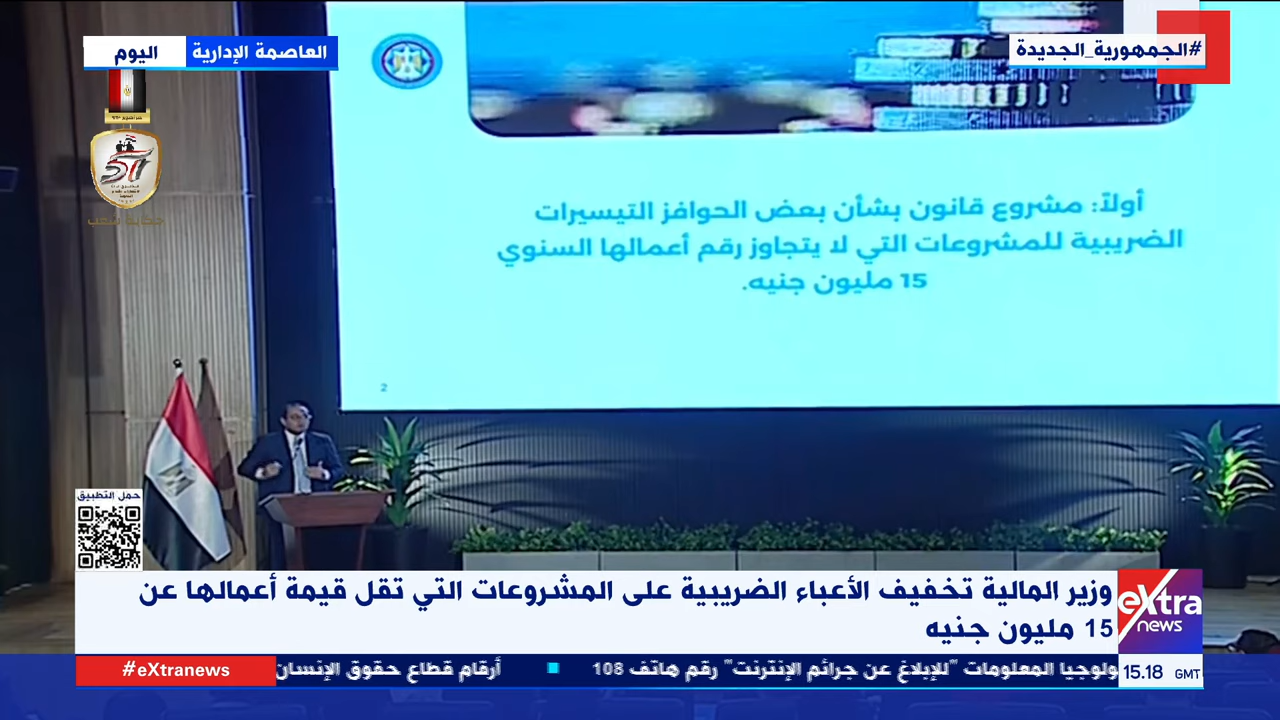 العاصمة الإدارية
اليوم
#الجمهورية_الجديدة
57
أولاً: مشروع قانون بشأن بعض الحوافز التيسيرات
الضريبية للمشروعات التي لا يتجاوز رقم أعمالها السنوي
15 مليون جنيه.
2
حمل التطبيق
وزير المالية تخفيف الأعباء الضريبية على المشروعات التي تقل قيمة أعمالها عن
15 مليون جنيه
eXtra
news
#eXtranews
ولوجيا المعلومات "للإبلاغ عن جرائم الإنترنت" رقم هاتف 108
أرقام قطاع حقوق الإنسان
15.18 GMT